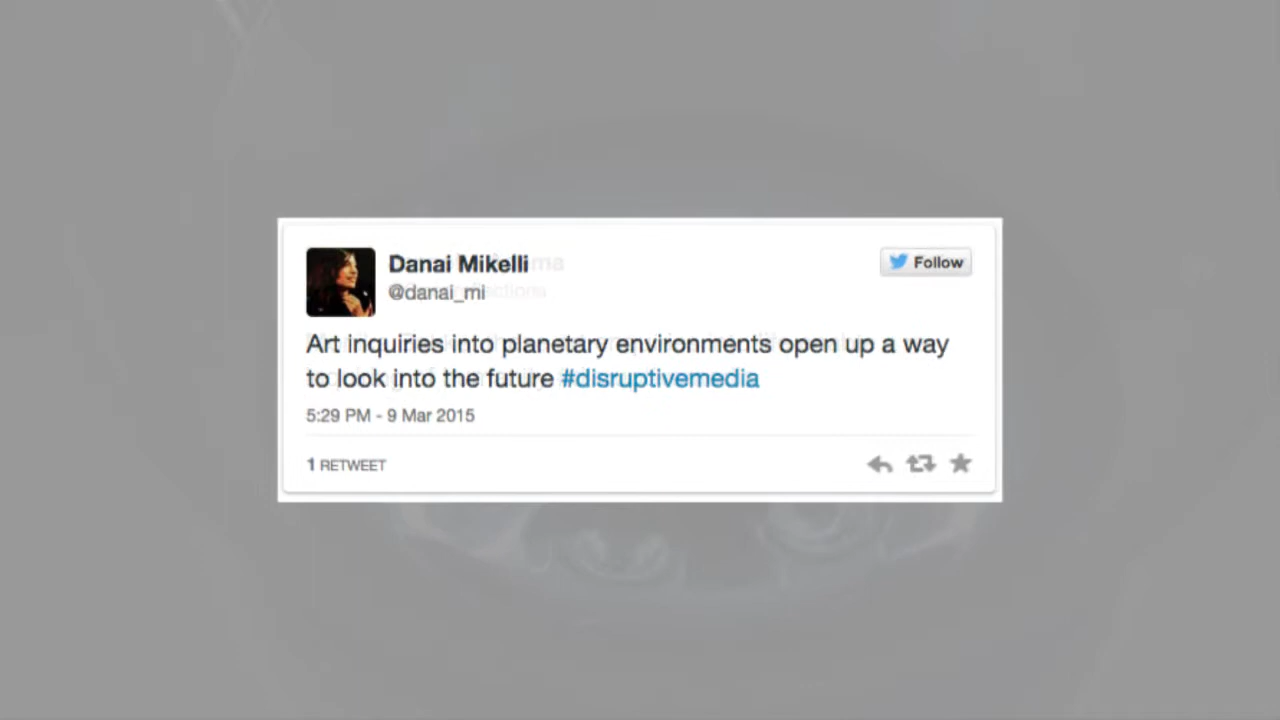 Danai Mikelli
@danai_mi
Follow
Art inquiries into planetary environments open up a way
to look into the future #disruptivemedia
5:29 PM - 9 Mar 2015
1 RETWEET